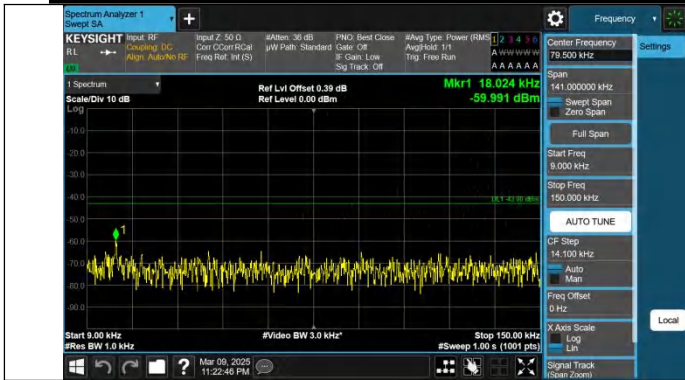 Spectrum Analyzer 1
Swept SA
+
Frequency
KEYSIGHT
RL
Input: RF
Coupling: DC
Align: Auto/No RF
Input Z: 50 Ω
Corr CCorr RCal
Freq Ref: Int (S)
#Atten: 36 dB
µW Path: Standard
PNO: Best Close
Gate: Off
IF Gain: Low
Sig Track: Off
#Avg Type: Power (RMS
Avg|Hold: 1/1
Trig: Free Run
1 2 3 4 5 6
A W W W W W
A A A A A A
1 Spectrum
Scale/Div 10 dB
Log
Ref Lvl Offset 0.39 dB
Ref Level 0.00 dBm
Mkr1 18.024 kHz
-59.991 dBm
-10.0
-20.0
-30.0
-40.0
-50.0
-60.0
-70.0
-80.0
-90.0
DL1 -43.00 dBm
1
Start 9.00 kHz
#Res BW 1.0 kHz
#Video BW 3.0 kHz*
Stop 150.00 kHz
#Sweep 1.00 s (1001 pts)
Mar 09, 2025
11:22:46 PM
?
Center Frequency
79.500 kHz
Span
141.000000 kHz
Swept Span
Zero Span
Full Span
Start Freq
9.000 kHz
Stop Freq
150.000 kHz
AUTO TUNE
CF Step
14.100 kHz
Auto
Man
Freq Offset
0 Hz
X Axis Scale
Log
Lin
Signal Track
(Span Zoom)
Settings
Local